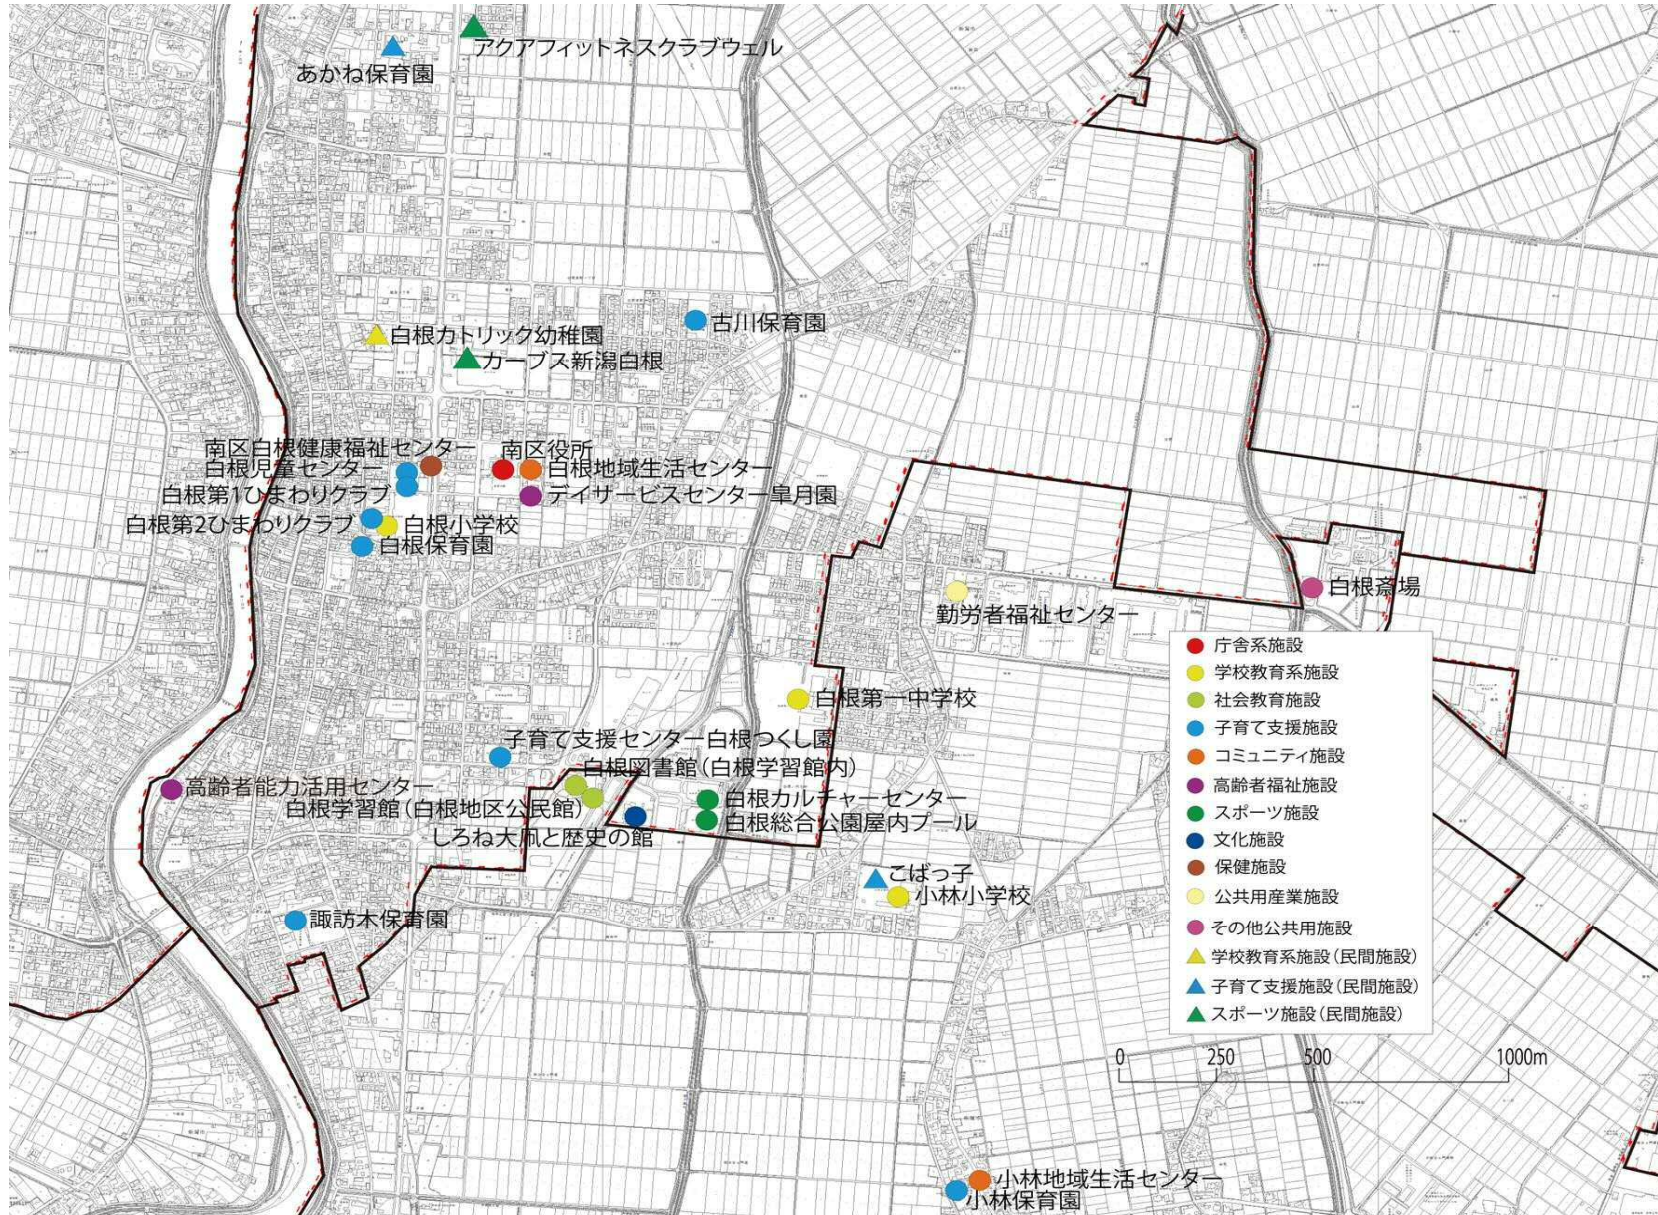 アクアフィットネスクラブウェル
あかね保育園
古川保育園
白根カトリック幼稚園
カーブス新潟白根
南区白根健康福祉センター
南区役所
白根児童センター
白根地域生活センター
白根第1ひまわりクラブ
デイサービスセンター皐月園
白根第2ひまわりクラブ
白根小学校
白根保育園
白根斎場
勤労者福祉センター
白根第一中学校
子育て支援センター白根つくし園
白根図書館(白根学習館内)
高齢者能力活用センター
白根カルチャーセンター
白根学習館(白根地区公民館)
白根総合公園屋内プール
しろね大凧と歴史の館
こばっ子
小林小学校
諏訪木保育園
小林地域生活センター
小林保育園
庁舎系施設
学校教育系施設
社会教育施設
子育て支援施設
コミュニティ施設
高齢者福祉施設
スポーツ施設
文化施設
保健施設
公共用産業施設
その他公共用施設
学校教育系施設(民間施設)
子育て支援施設(民間施設)
スポーツ施設(民間施設)
0 250 500 1000m